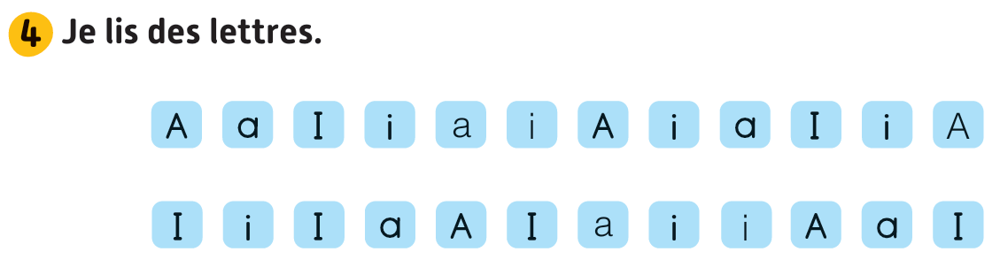 4 Je lis des lettres.
A a I i a i A i a I i A
I i I a A I a i i A a I